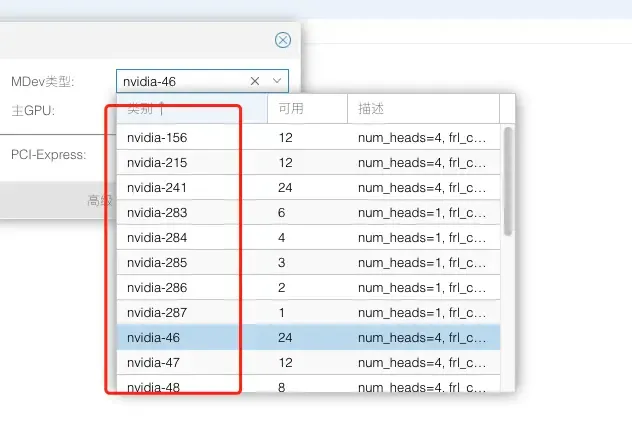 MDev类型: nvidia-46
主GPU:
PCI-Express:
高级
类别 ↑ 可用 描述
nvidia-156 12 num_heads=4, frl_c…
nvidia-215 12 num_heads=4, frl_c…
nvidia-241 24 num_heads=4, frl_c…
nvidia-283 6 num_heads=1, frl_c…
nvidia-284 4 num_heads=1, frl_c…
nvidia-285 3 num_heads=1, frl_c…
nvidia-286 2 num_heads=1, frl_c…
nvidia-287 1 num_heads=1, frl_c…
nvidia-46 24 num_heads=4, frl_c…
nvidia-47 12 num_heads=4, frl_c…
nvidia-48 8 num_heads=4, frl_c…